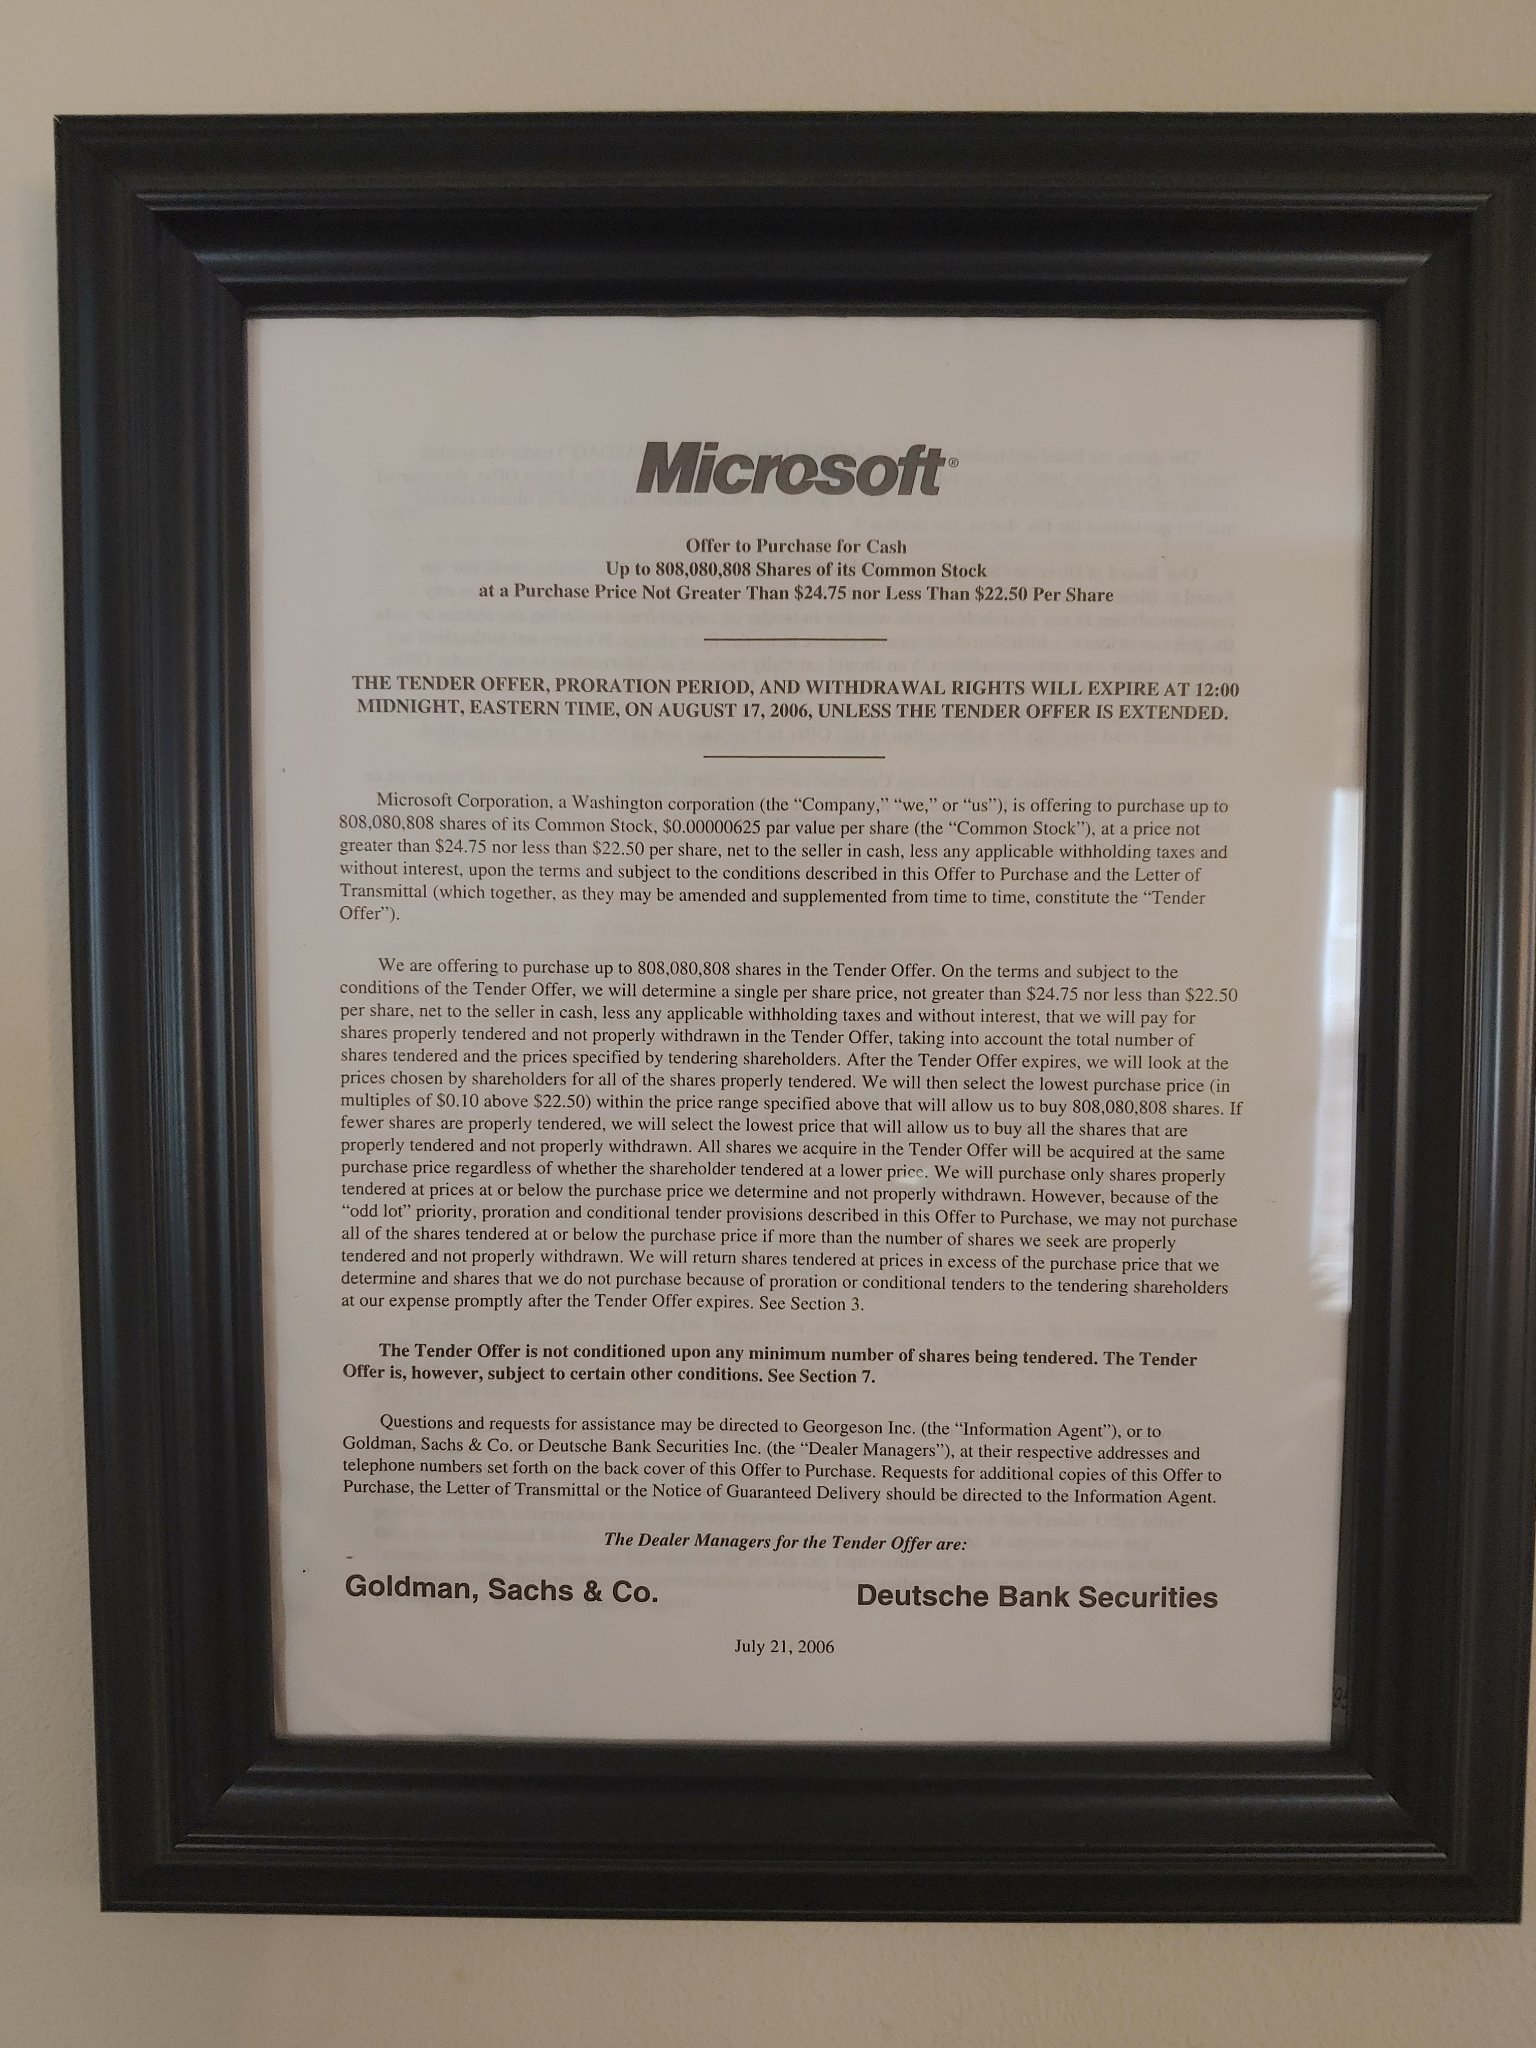 Microsoft®
Offer to Purchase for Cash
Up to 808,080,808 Shares of its Common Stock
at a Purchase Price Not Greater Than $24.75 nor Less Than $22.50 Per Share
THE TENDER OFFER, PRORATION PERIOD, AND WITHDRAWAL RIGHTS WILL EXPIRE AT 12:00
MIDNIGHT, EASTERN TIME, ON AUGUST 17, 2006, UNLESS THE TENDER OFFER IS EXTENDED.
Microsoft Corporation, a Washington corporation (the “Company,” “we,” or “us”), is offering to purchase up to
808,080,808 shares of its Common Stock, $0.00000625 par value per share (the “Common Stock”), at a price not
greater than $24.75 nor less than $22.50 per share, net to the seller in cash, less any applicable withholding taxes and
without interest, upon the terms and subject to the conditions described in this Offer to Purchase and the Letter of
Transmittal (which together, as they may be amended and supplemented from time to time, constitute the “Tender
Offer”).
We are offering to purchase up to 808,080,808 shares in the Tender Offer. On the terms and subject to the
conditions of the Tender Offer, we will determine a single per share price, not greater than $24.75 nor less than $22.50
per share, net to the seller in cash, less any applicable withholding taxes and without interest, that we will pay for
shares properly tendered and not properly withdrawn in the Tender Offer, taking into account the total number of
shares tendered and the prices specified by tendering shareholders. After the Tender Offer expires, we will look at the
prices chosen by shareholders for all of the shares properly tendered. We will then select the lowest purchase price (in
multiples of $0.10 above $22.50) within the price range specified above that will allow us to buy 808,080,808 shares. If
fewer shares are properly tendered, we will select the lowest price that will allow us to buy all the shares that are
properly tendered and not properly withdrawn. All shares we acquire in the Tender Offer will be acquired at the same
purchase price regardless of whether the shareholder tendered at a lower price. We will purchase only shares properly
tendered at prices at or below the purchase price we determine and not properly withdrawn. However, because of the
“odd lot” priority, proration and conditional tender provisions described in this Offer to Purchase, we may not purchase
all of the shares tendered at or below the purchase price if more than the number of shares we seek are properly
tendered and not properly withdrawn. We will return shares tendered at prices in excess of the purchase price that we
determine and shares that we do not purchase because of proration or conditional tenders to the tendering shareholders
at our expense promptly after the Tender Offer expires. See Section 3.
The Tender Offer is not conditioned upon any minimum number of shares being tendered. The Tender
Offer is, however, subject to certain other conditions. See Section 7.
Questions and requests for assistance may be directed to Georgeson Inc. (the “Information Agent”), or to
Goldman, Sachs & Co. or Deutsche Bank Securities Inc. (the “Dealer Managers”), at their respective addresses and
telephone numbers set forth on the back cover of this Offer to Purchase. Requests for additional copies of this Offer to
Purchase, the Letter of Transmittal or the Notice of Guaranteed Delivery should be directed to the Information Agent.
The Dealer Managers for the Tender Offer are:
Goldman, Sachs & Co. Deutsche Bank Securities
July 21, 2006